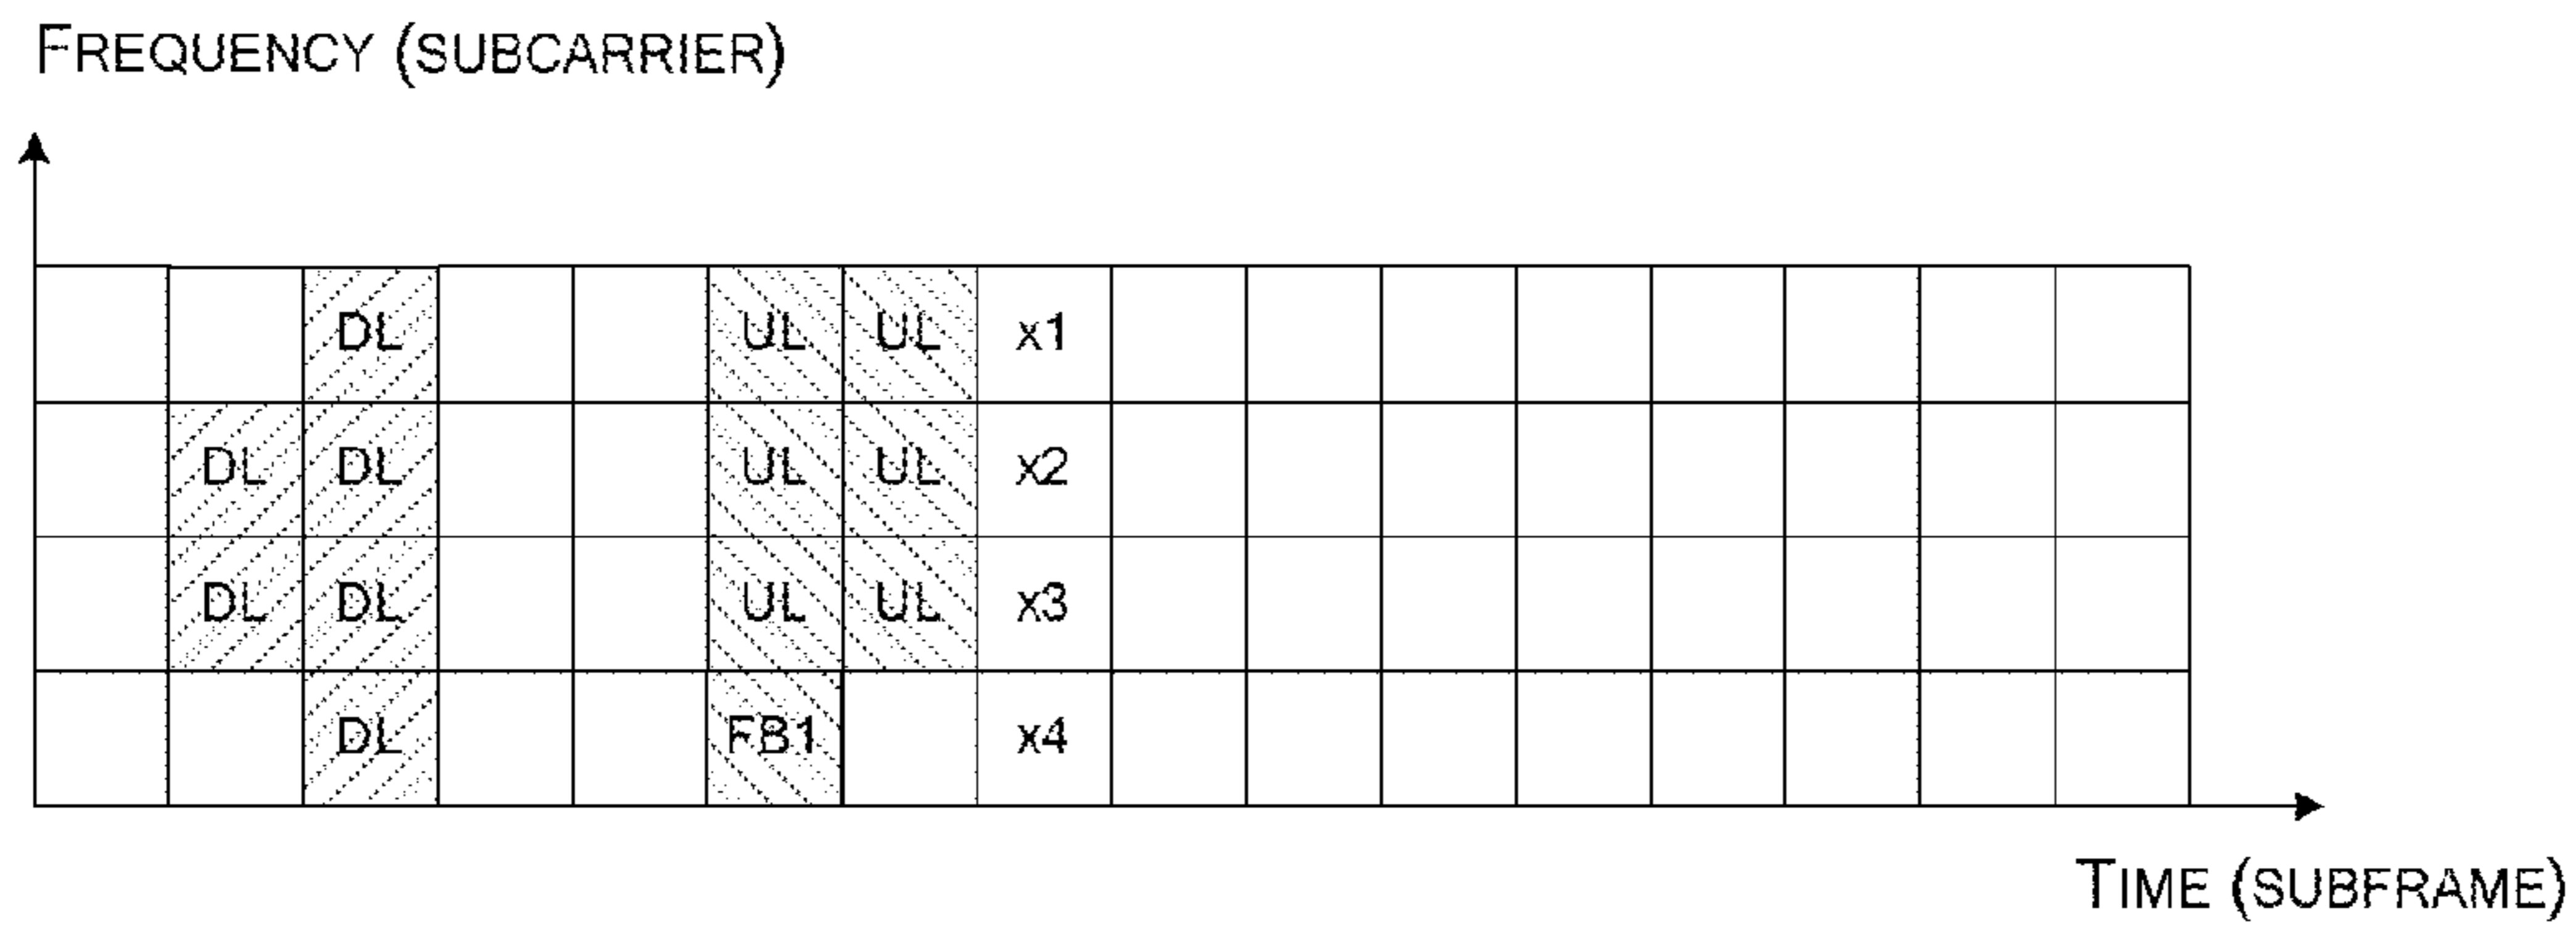 FREQUENCY (SUBCARRIER)
DL UL UL x1
DL DL UL UL x2
DL DL UL UL x3
DL FB1 x4
TIME (SUBFRAME)